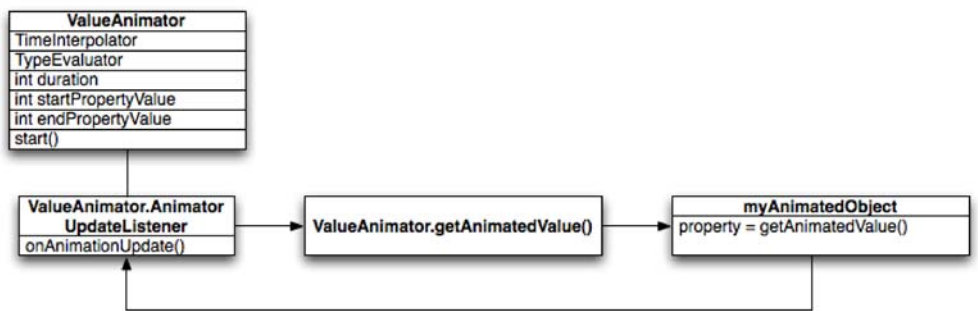 ValueAnimator
TimeInterpolator
TypeEvaluator
int duration
int startPropertyValue
int endPropertyValue
start()
ValueAnimator.Animator
UpdateListener
onAnimationUpdate()
ValueAnimator.getAnimatedValue()
myAnimatedObject
property = getAnimatedValue()